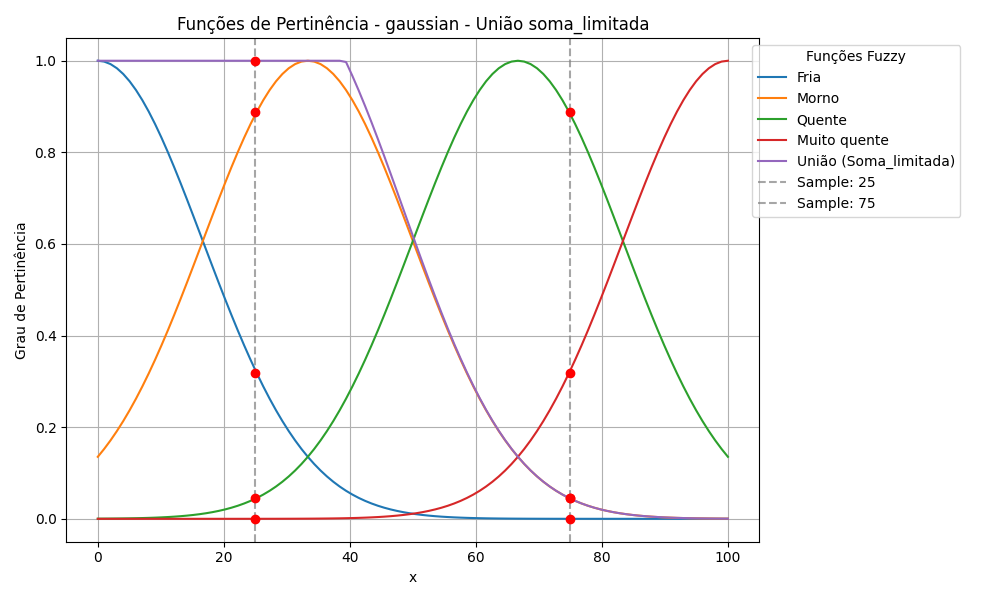 Funções de Pertinência - gaussian - União soma_limitada
Grau de Pertinência
1.0
0.8
0.6
0.4
0.2
0.0
0
20
40
60
80
100
x
Funções Fuzzy
Fria
Morno
Quente
Muito quente
União (Soma_limitada)
Sample: 25
Sample: 75